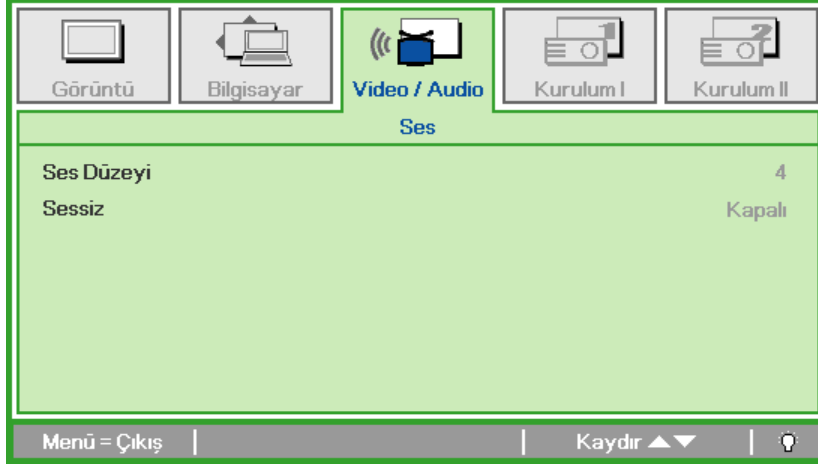 Görüntü Bilgisayar Video / Audio Kurulum I Kurulum II
Ses
Ses Düzeyi 4
Sessiz Kapalı
Menü = Çıkış Kaydır